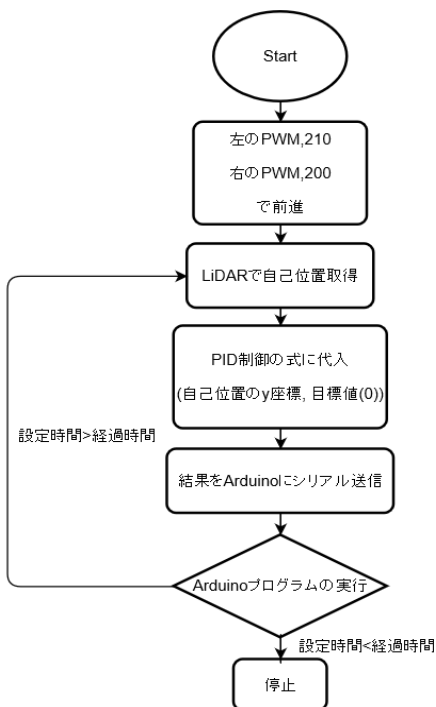 Start
左のPWM,210
右のPWM,200
で前進
LiDARで自己位置取得
PID制御の式に代入
(自己位置のy座標, 目標値(0))
設定時間>経過時間
結果をArduinoにシリアル送信
Arduinoプログラムの実行
設定時間<経過時間
停止